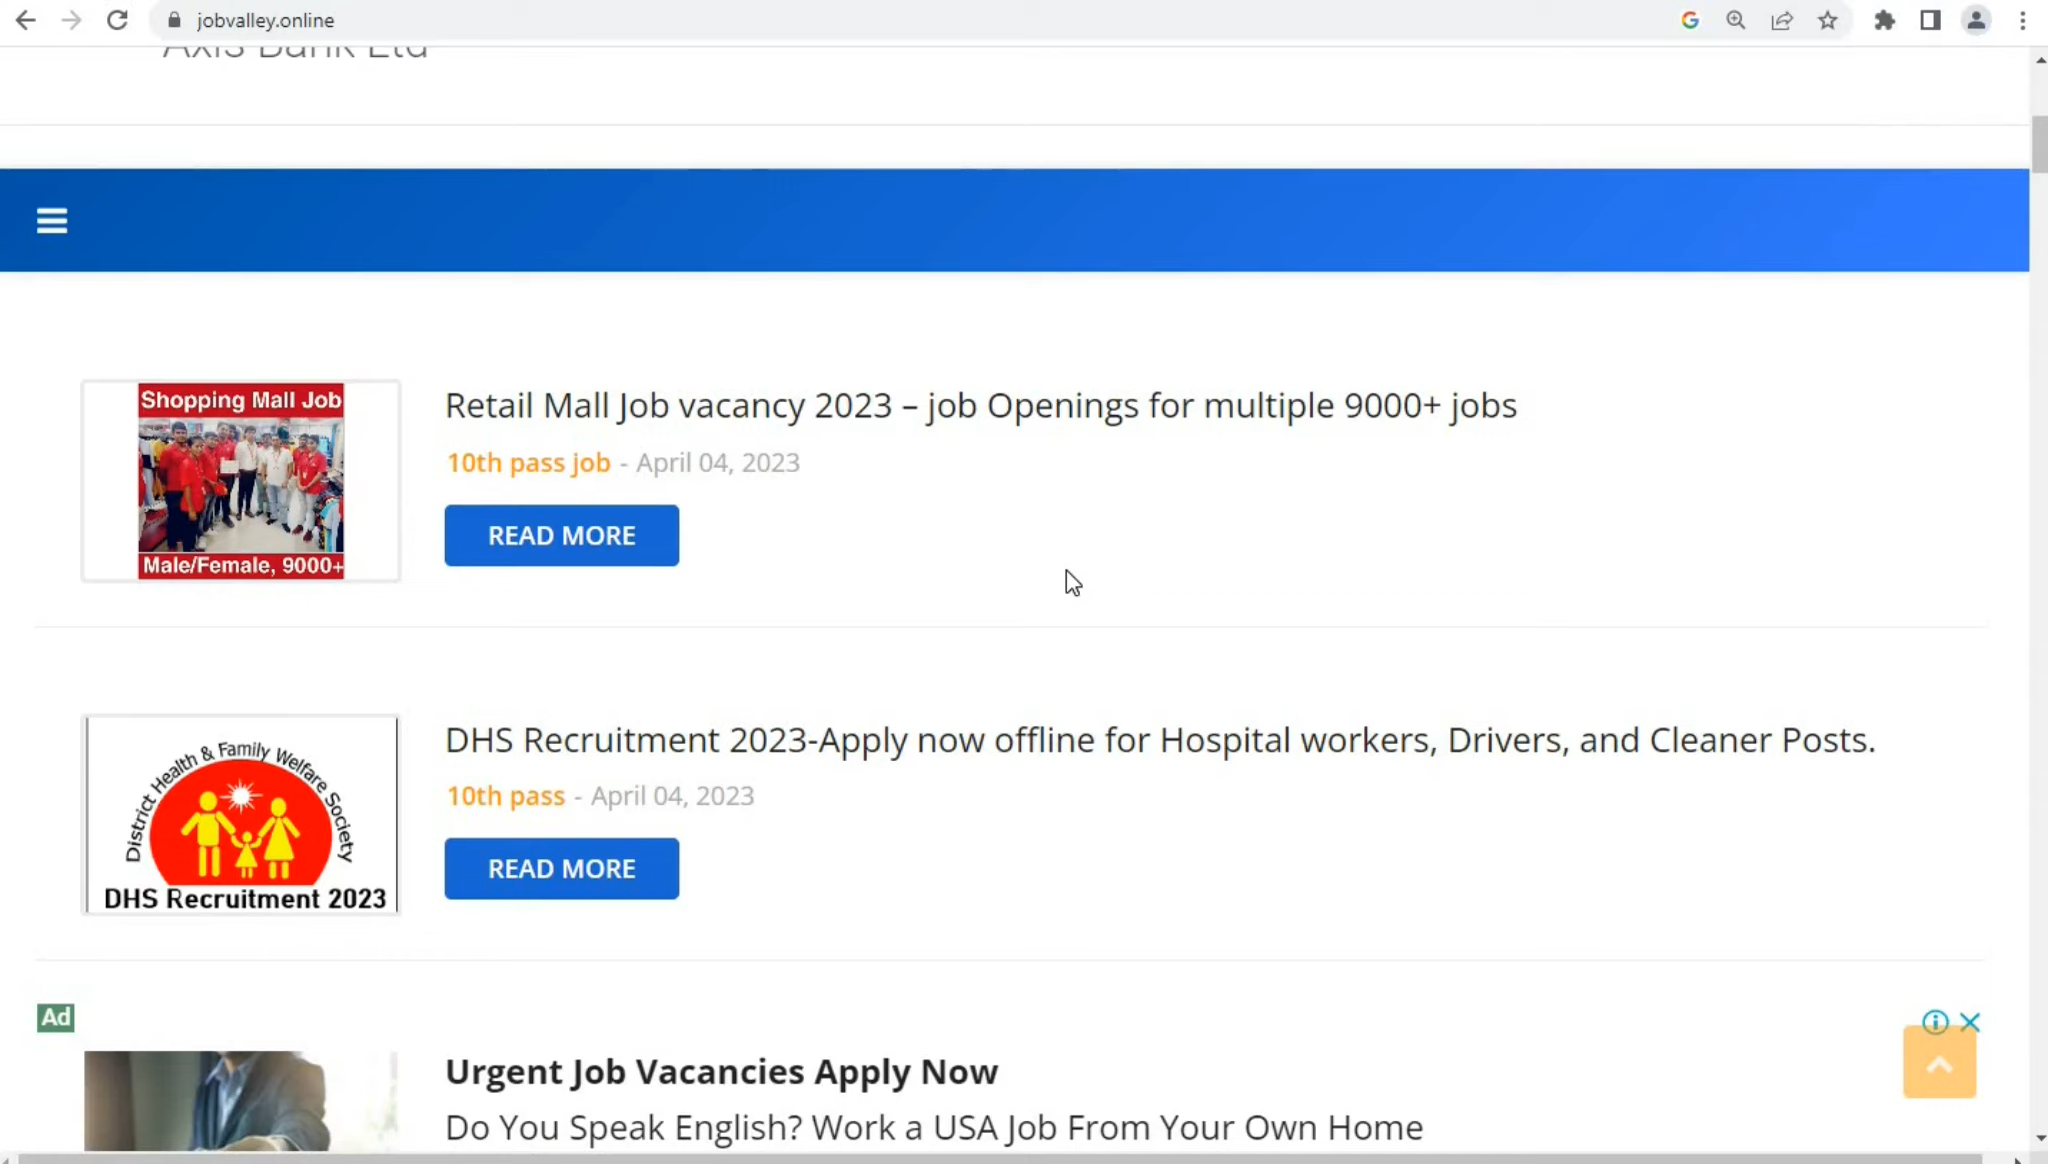 jobvalley.online
Axis Bank Ltd
Shopping Mall Job
Male/Female, 9000+
Retail Mall Job vacancy 2023 – job Openings for multiple 9000+ jobs
10th pass job - April 04, 2023
READ MORE
District Health & Family Welfare Society
DHS Recruitment 2023
DHS Recruitment 2023-Apply now offline for Hospital workers, Drivers, and Cleaner Posts.
10th pass - April 04, 2023
READ MORE
Ad
Urgent Job Vacancies Apply Now
Do You Speak English? Work a USA Job From Your Own Home